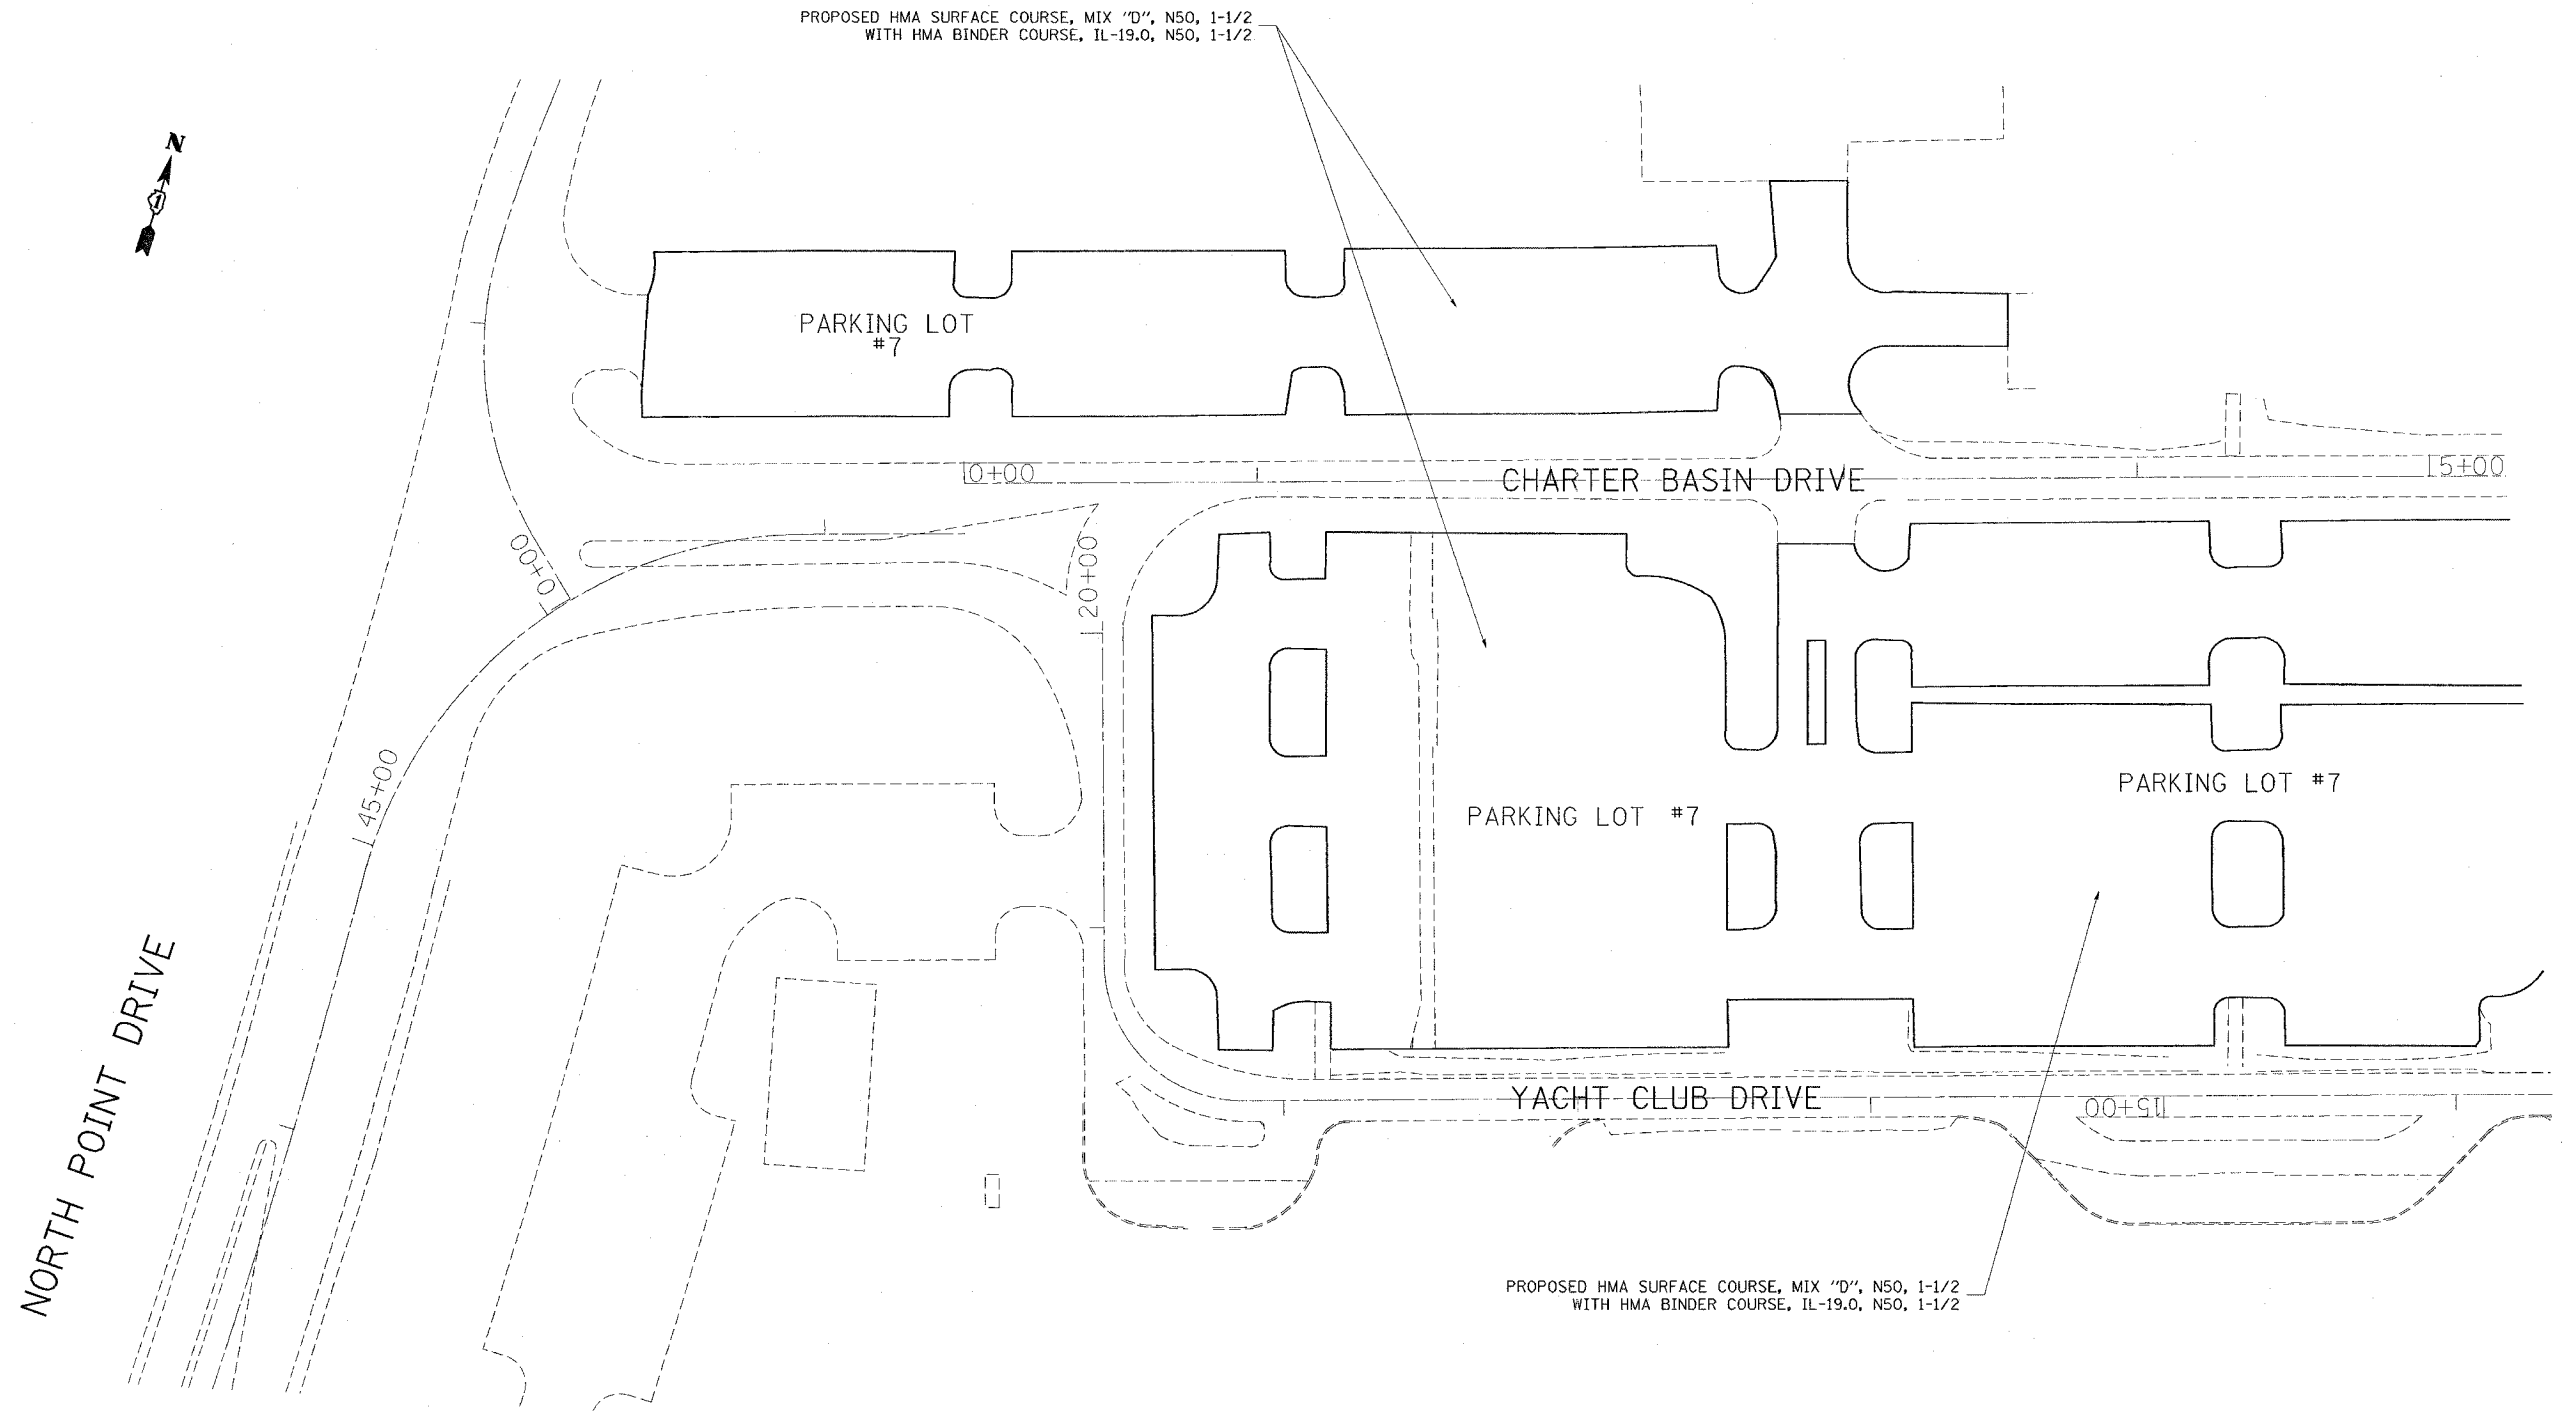 PROPOSED HMA SURFACE COURSE, MIX "D", N50, 1-1/2
WITH HMA BINDER COURSE, IL-19.0, N50, 1-1/2
N
1
PARKING LOT
#7
0+00
CHARTER BASIN DRIVE
5+00
0+00
20+00
45+00
PARKING LOT #7
PARKING LOT #7
NORTH POINT DRIVE
YACHT CLUB DRIVE
15+00
PROPOSED HMA SURFACE COURSE, MIX "D", N50, 1-1/2
WITH HMA BINDER COURSE, IL-19.0, N50, 1-1/2